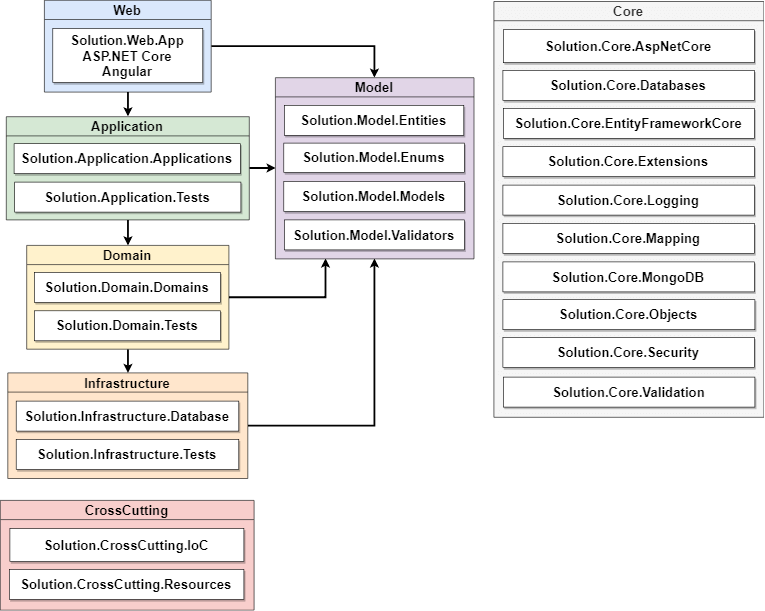 Web
Solution.Web.App
ASP.NET Core
Angular
Application
Solution.Application.Applications
Solution.Application.Tests
Domain
Solution.Domain.Domains
Solution.Domain.Tests
Infrastructure
Solution.Infrastructure.Database
Solution.Infrastructure.Tests
CrossCutting
Solution.CrossCutting.IoC
Solution.CrossCutting.Resources
Model
Solution.Model.Entities
Solution.Model.Enums
Solution.Model.Models
Solution.Model.Validators
Core
Solution.Core.AspNetCore
Solution.Core.Databases
Solution.Core.EntityFrameworkCore
Solution.Core.Extensions
Solution.Core.Logging
Solution.Core.Mapping
Solution.Core.MongoDB
Solution.Core.Objects
Solution.Core.Security
Solution.Core.Validation